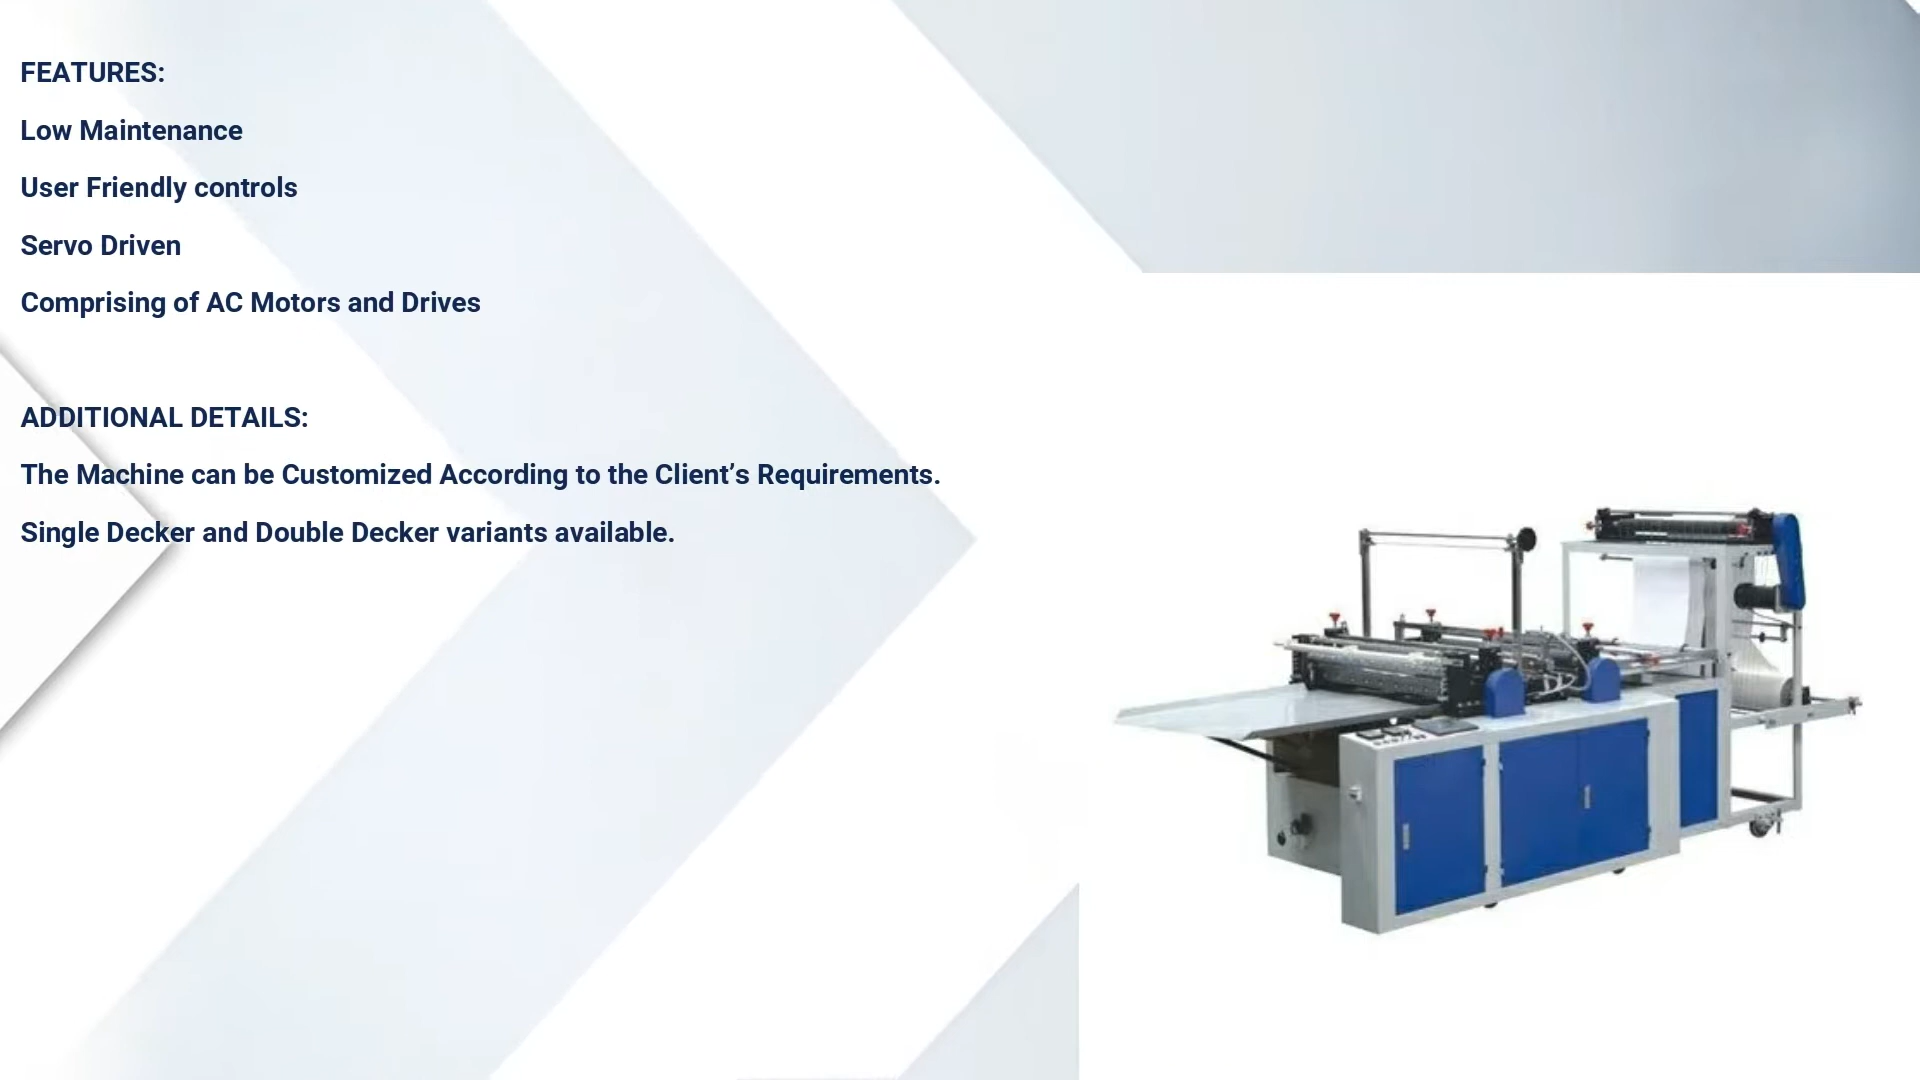 FEATURES:
Low Maintenance
User Friendly controls
Servo Driven
Comprising of AC Motors and Drives
ADDITIONAL DETAILS:
The Machine can be Customized According to the Client’s Requirements.
Single Decker and Double Decker variants available.